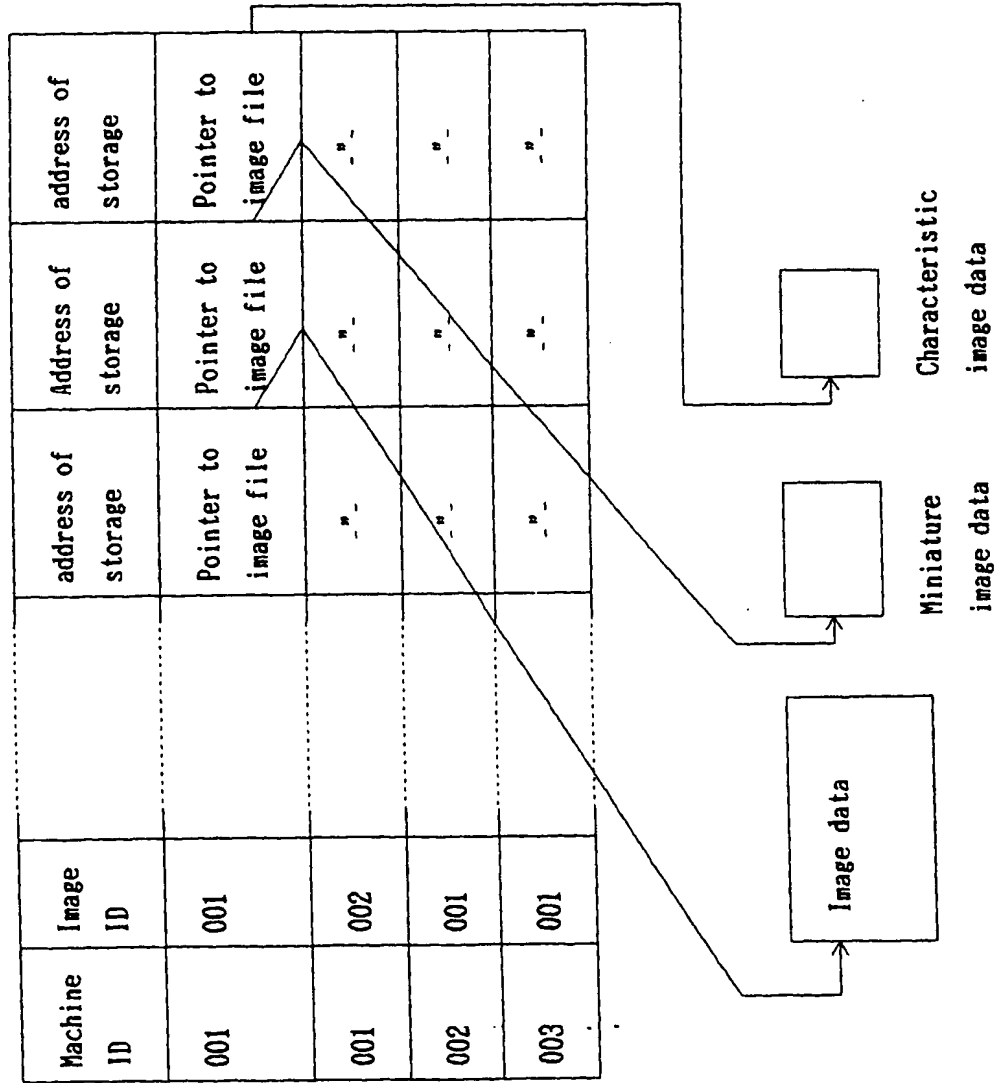 Machine
ID
Image
ID
address of
storage
Address of
storage
address of
storage
001
001
Pointer to
image file
Pointer to
image file
Pointer to
image file
001
002
-"-
-"-
-"-
002
001
-"-
-"-
-"-
003
001
-"-
-"-
-"-
Image data
Miniature
image data
Characteristic
image data